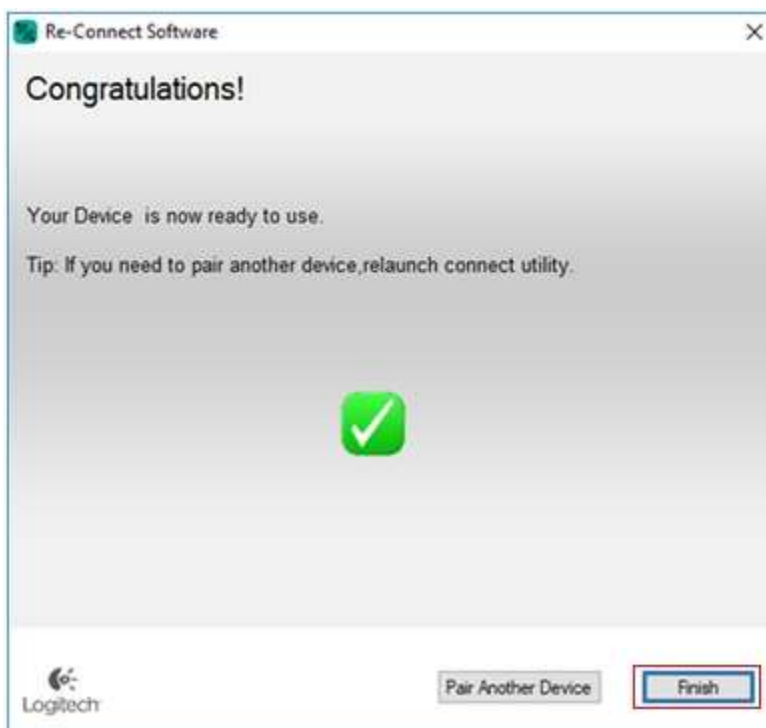 Re-Connect Software
Congratulations!
Your Device is now ready to use.
Tip: If you need to pair another device,relaunch connect utility.
Logitech
Pair Another Device
Finish